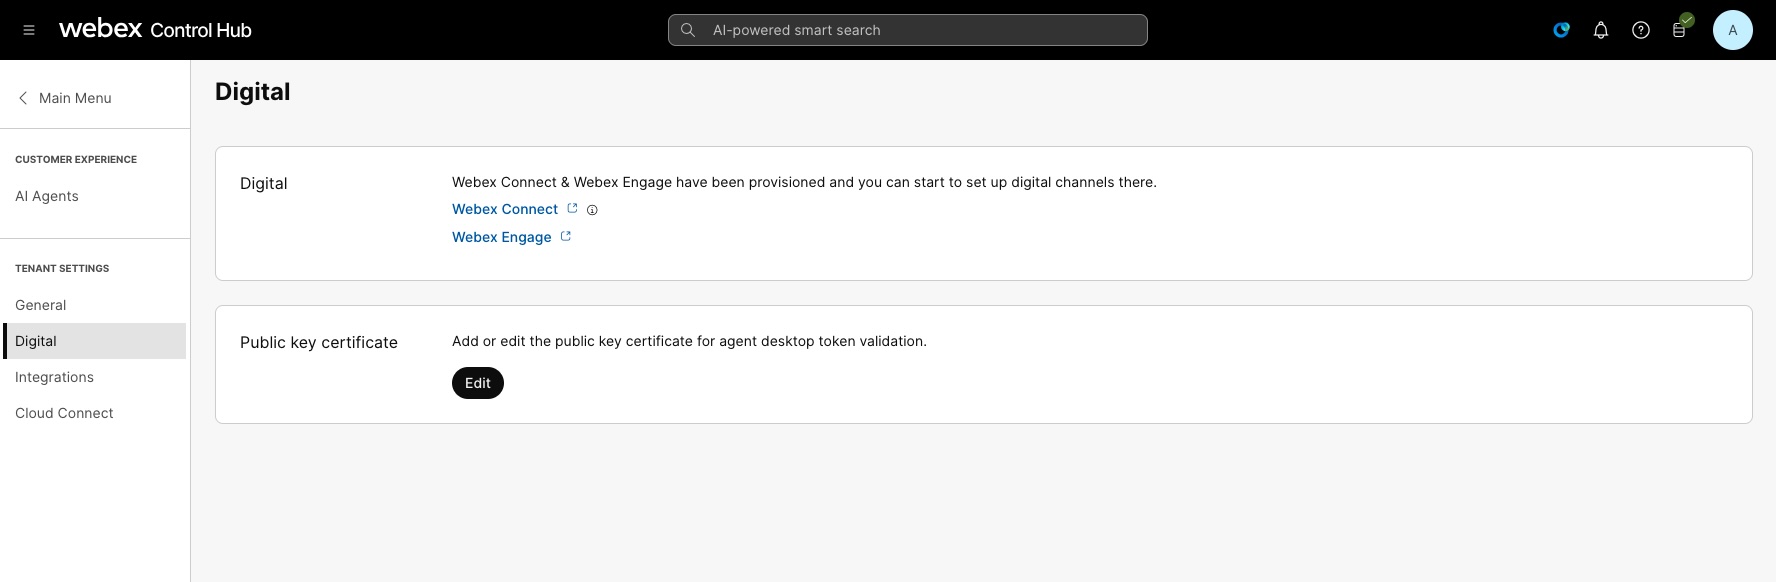 webex Control Hub
AI-powered smart search
A
Main Menu
CUSTOMER EXPERIENCE
AI Agents
TENANT SETTINGS
General
Digital
Integrations
Cloud Connect
Digital
Digital
Webex Connect & Webex Engage have been provisioned and you can start to set up digital channels there.
Webex Connect
Webex Engage
Public key certificate
Add or edit the public key certificate for agent desktop token validation.
Edit